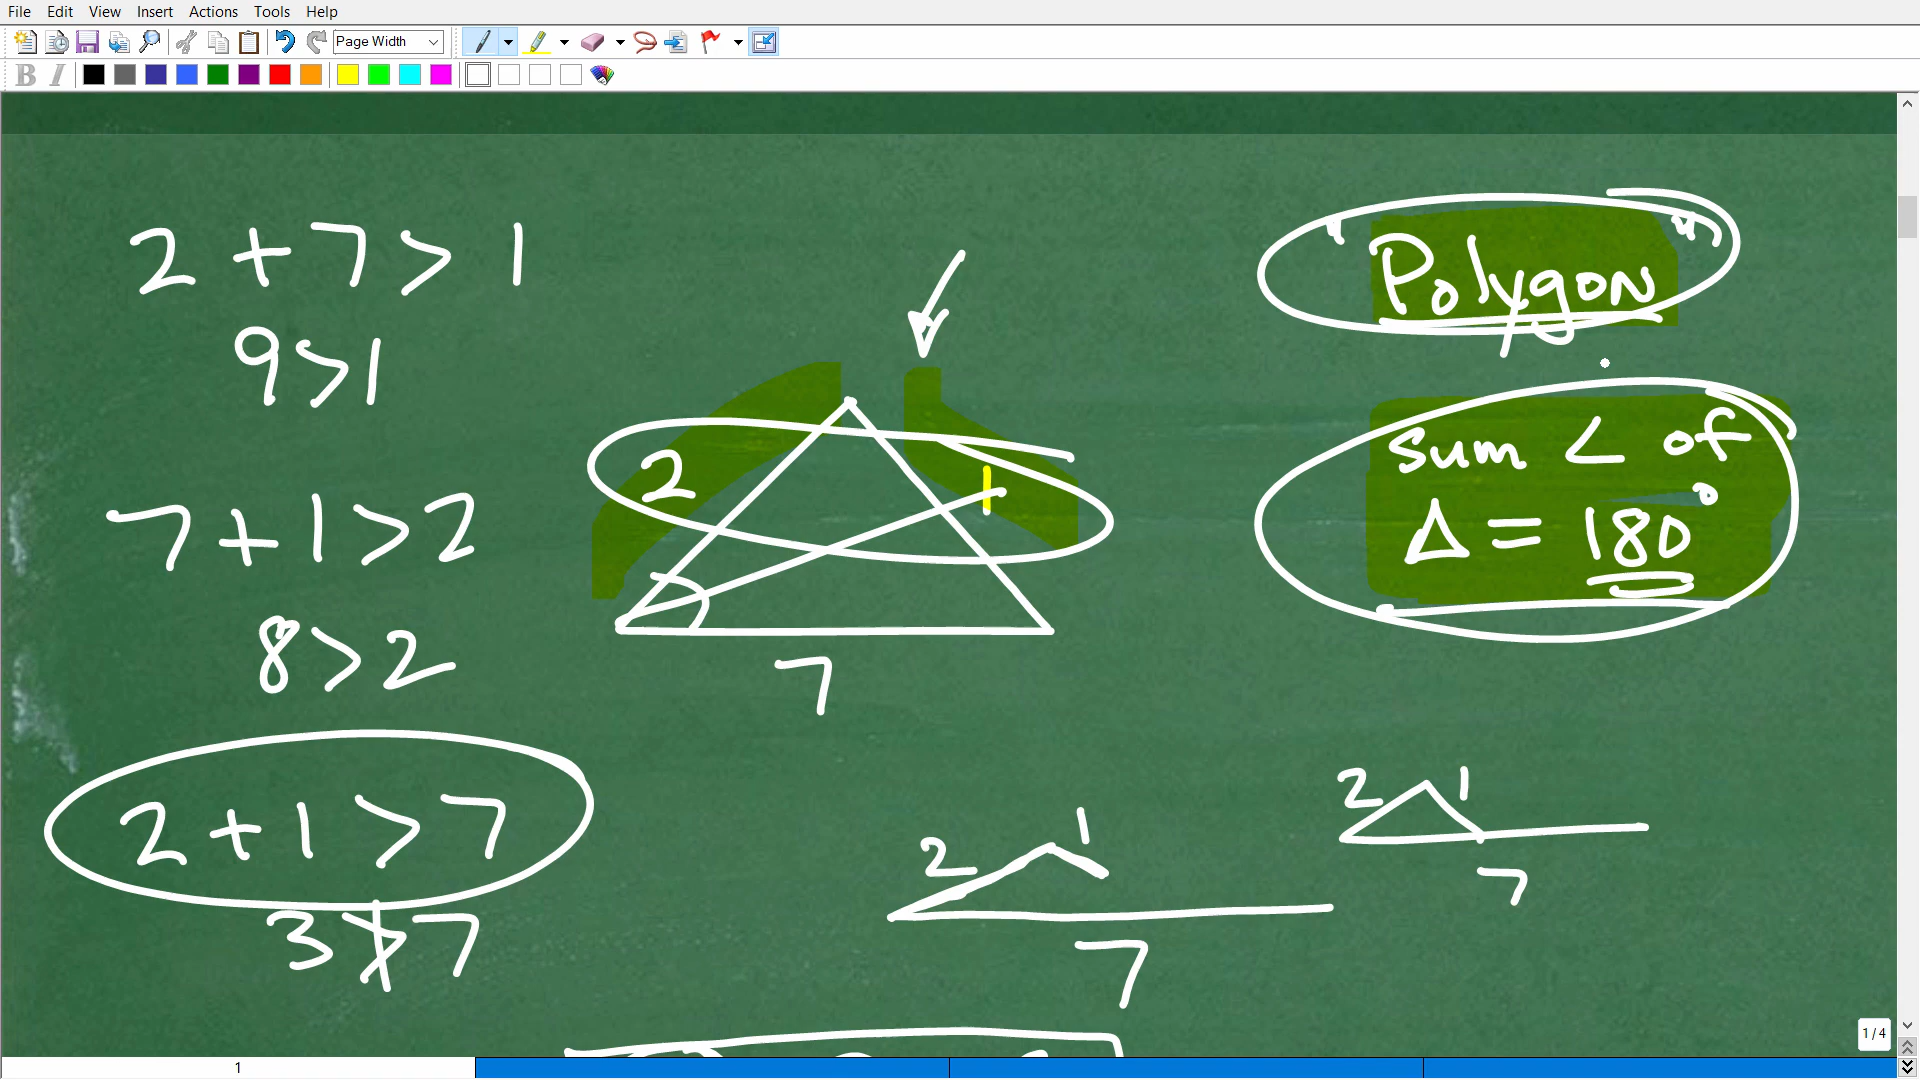 File Edit View Insert Actions Tools Help
Page Width
B I
2 + 7 > 1
9 > 1
7 + 1 > 2
8 > 2
2 + 1 > 7
3 ≯ 7
2 1
7
"Polygon"
sum < of
Δ = 180°
2 1
7
2 1
7
1 / 4
1